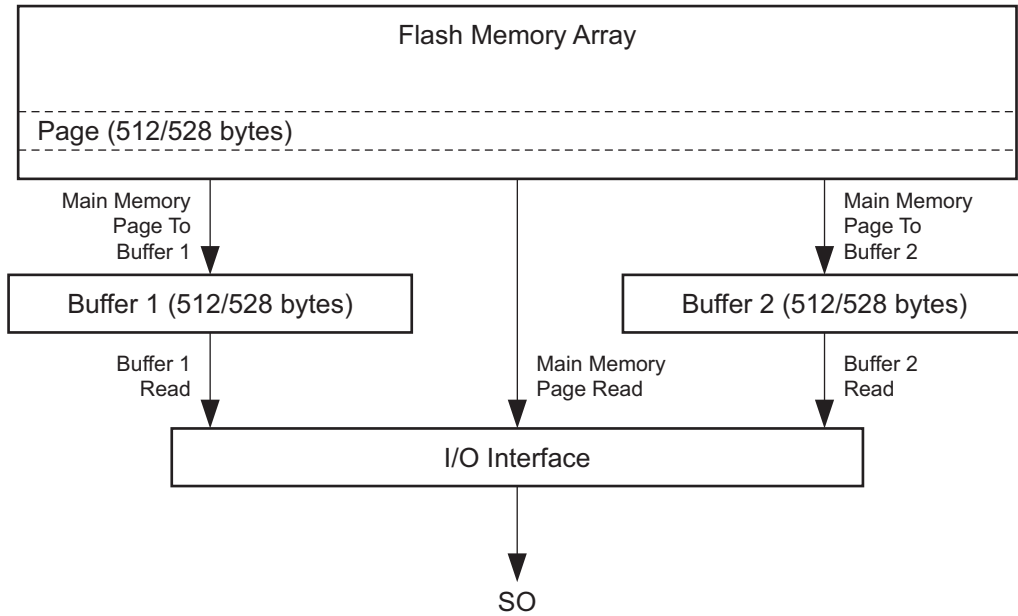 Flash Memory Array
Page (512/528 bytes)
Main Memory
Page To
Buffer 1
Main Memory
Page To
Buffer 2
Buffer 1 (512/528 bytes)
Buffer 2 (512/528 bytes)
Buffer 1
Read
Main Memory
Page Read
Buffer 2
Read
I/O Interface
SO